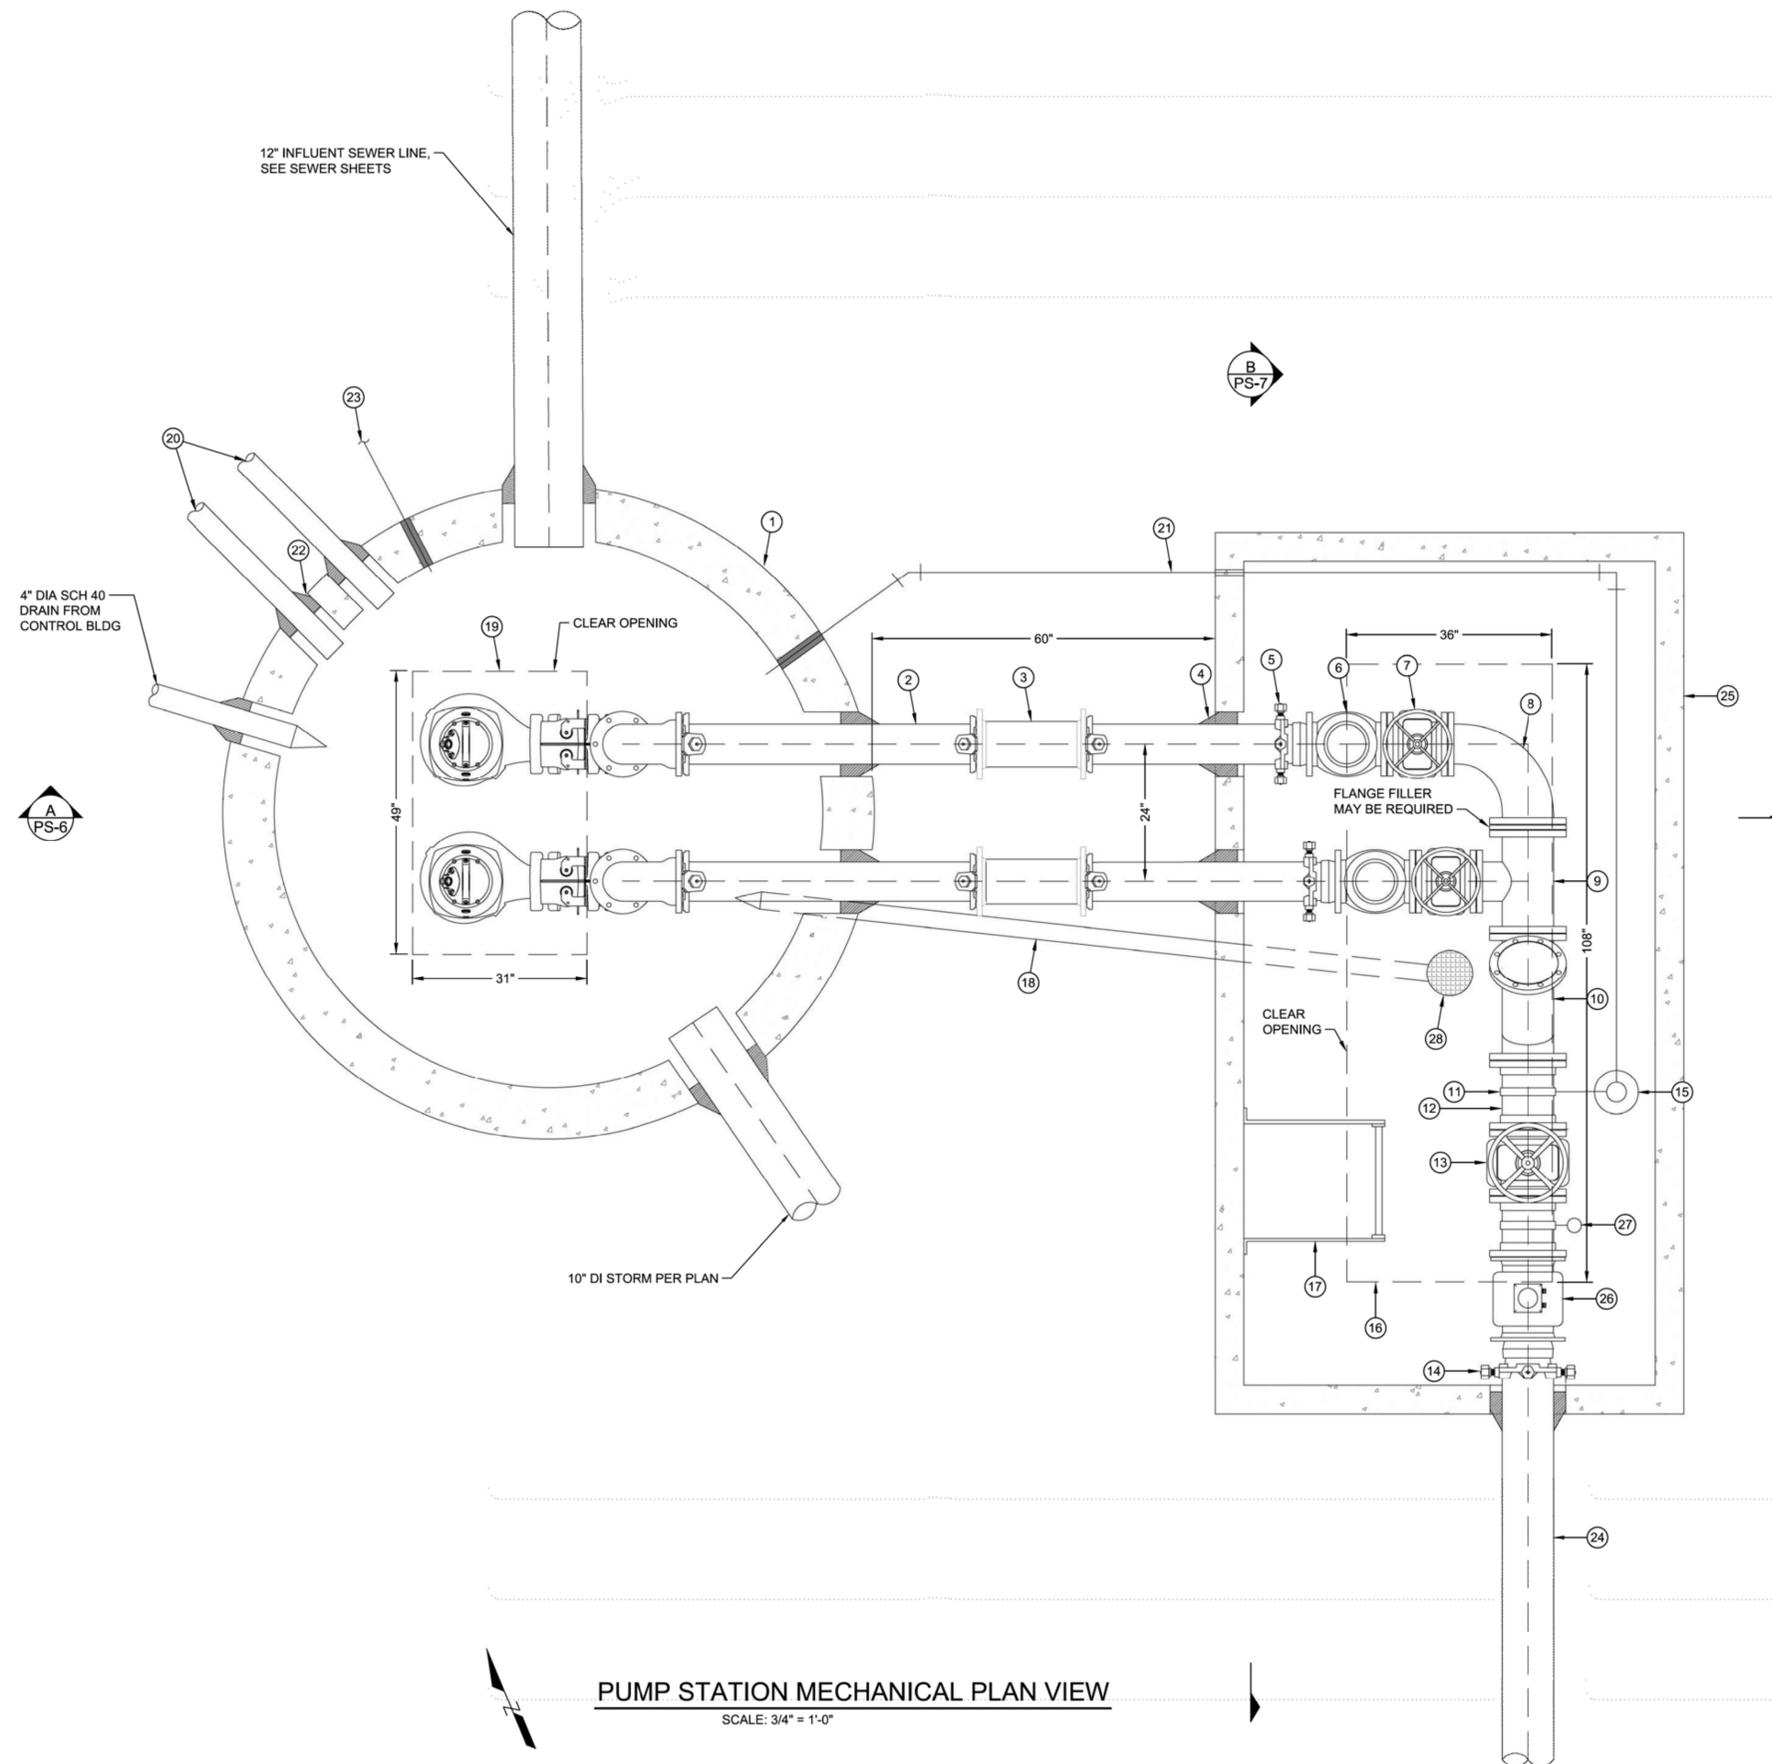 12" INFLUENT SEWER LINE,
SEE SEWER SHEETS
B
PS-7
23
20
1
21
22
4" DIA SCH 40
DRAIN FROM
CONTROL BLDG
19
CLEAR OPENING
60"
36"
2
3
4
5
6
7
8
25
A
PS-6
49"
24"
FLANGE FILLER
MAY BE REQUIRED
9
108"
31"
18
28
10
CLEAR
OPENING
11
12
15
13
27
10" DI STORM PER PLAN
17
26
16
14
24
Z
PUMP STATION MECHANICAL PLAN VIEW
SCALE: 3/4" = 1'-0"